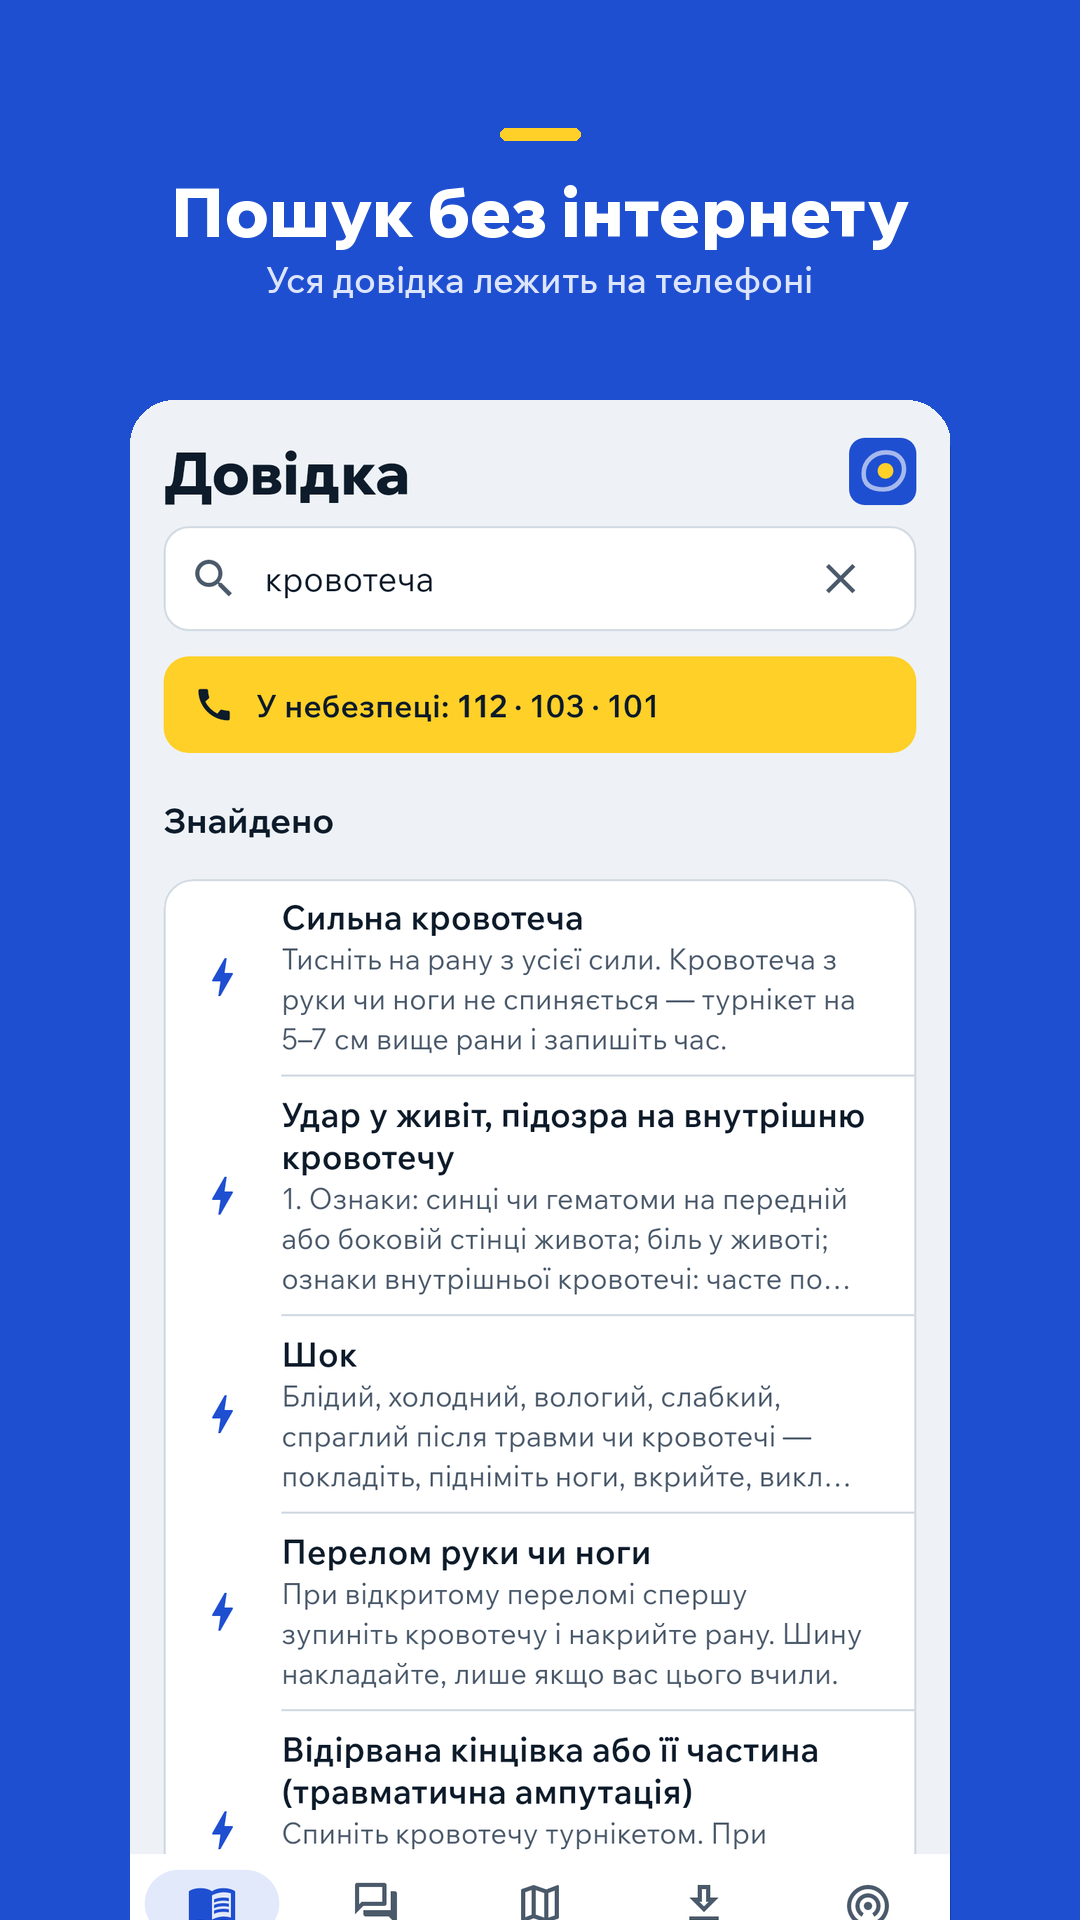 Пошук без інтернету
Уся довідка лежить на телефоні
Довідка
кровотеча
У небезпеці: 112 · 103 · 101
Знайдено
Сильна кровотеча
Тисніть на рану з усієї сили. Кровотеча з
руки чи ноги не спиняється — турнікет на
5–7 см вище рани і запишіть час.
Удар у живіт, підозра на внутрішню
кровотечу
1. Ознаки: синці чи гематоми на передній
або боковій стінці живота; біль у животі;
ознаки внутрішньої кровотечі: часте по…
Шок
Блідий, холодний, вологий, слабкий,
спраглий після травми чи кровотечі —
покладіть, підніміть ноги, вкрийте, викл…
Перелом руки чи ноги
При відкритому переломі спершу
зупиніть кровотечу і накрийте рану. Шину
накладайте, лише якщо вас цього вчили.
Відірвана кінцівка або її частина
(травматична ампутація)
Спиніть кровотечу турнікетом. При